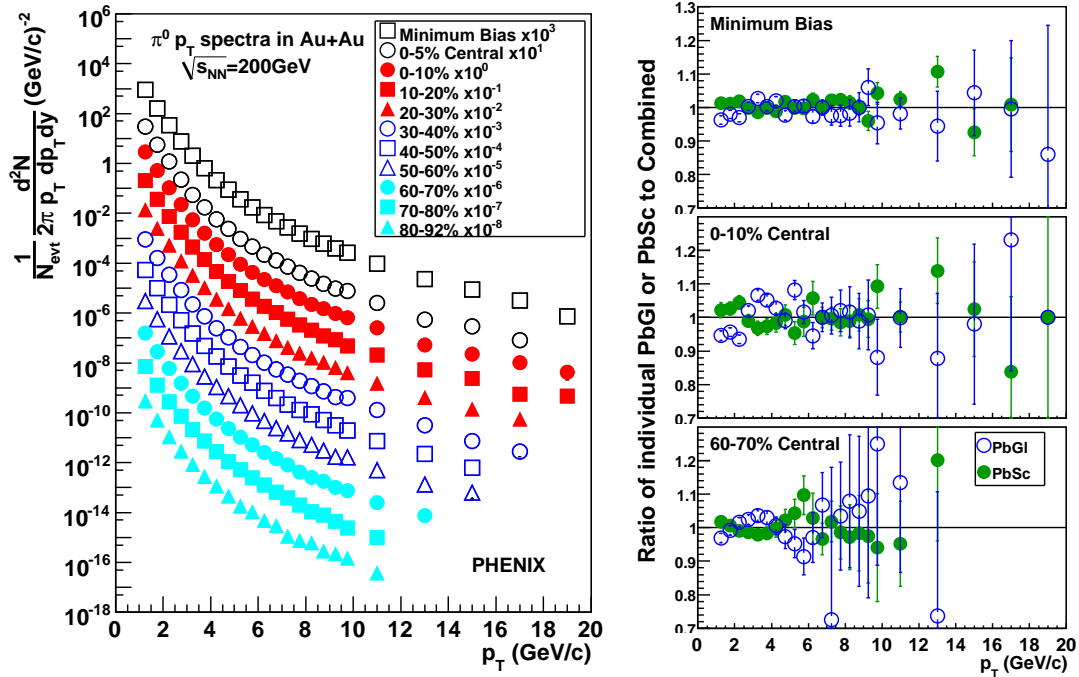 π⁰ p_T spectra in Au+Au
√s_NN=200GeV
Minimum Bias x10³
0-5% Central x10¹
0-10% x10⁰
10-20% x10⁻¹
20-30% x10⁻²
30-40% x10⁻³
40-50% x10⁻⁴
50-60% x10⁻⁵
60-70% x10⁻⁶
70-80% x10⁻⁷
80-92% x10⁻⁸
1/N_evt d²N/2π p_T dp_T dy (GeV/c)⁻²
10⁶
10⁴
10²
1
10⁻²
10⁻⁴
10⁻⁶
10⁻⁸
10⁻¹⁰
10⁻¹²
10⁻¹⁴
10⁻¹⁶
10⁻¹⁸
PHENIX
0 2 4 6 8 10 12 14 16 18 20
p_T (GeV/c)
Ratio of individual PbGl or PbSc to Combined
Minimum Bias
1.3
1.2
1.1
1
0.9
0.8
0.7
0-10% Central
1.2
1.1
1
0.9
0.8
0.7
60-70% Central
PbGl
PbSc
1.2
1.1
1
0.9
0.8
0.7
0 2 4 6 8 10 12 14 16 18 20
p_T (GeV/c)